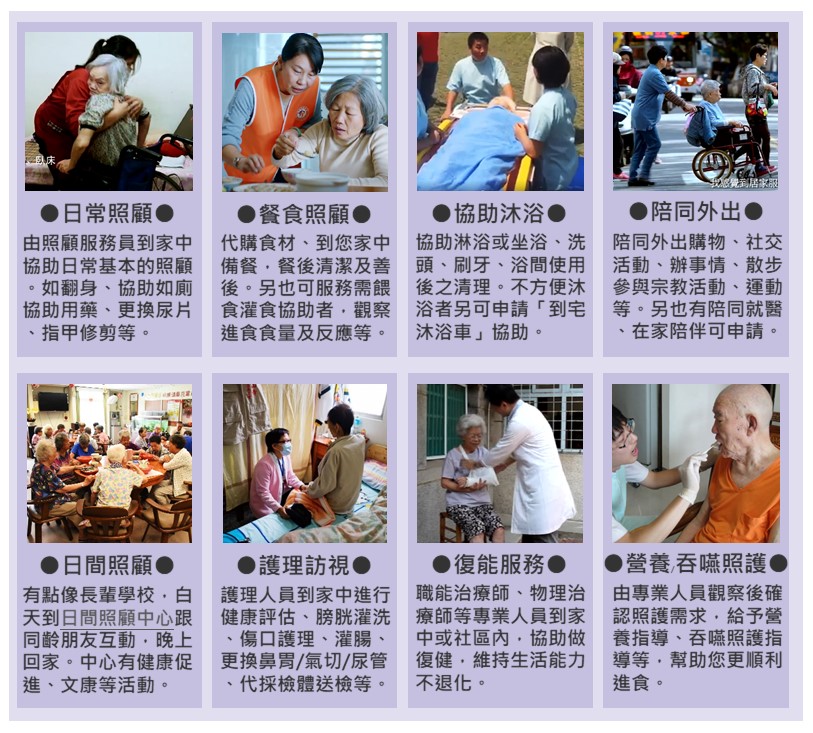 臥床
我感覺到居家服
●日常照顧●
由照顧服務員到家中
協助日常基本的照顧
。如翻身、協助如廁
協助用藥、更換尿片
、指甲修剪等。
●餐食照顧●
代購食材、到您家中
備餐，餐後清潔及善
後。另也可服務需餵
食灌食協助者，觀察
進食食量及反應等。
●協助沐浴●
協助淋浴或坐浴、洗
頭、刷牙、浴間使用
後之清理。不方便沐
浴者另可申請「到宅
沐浴車」協助。
●陪同外出●
陪同外出購物、社交
活動、辦事情、散步
參與宗教活動、運動
等。另也有陪同就醫
、在家陪伴可申請。
●日間照顧●
有點像長輩學校，白
天到日間照顧中心跟
同齡朋友互動，晚上
回家。中心有健康促
進、文康等活動。
●護理訪視●
護理人員到家中進行
健康評估、膀胱灌洗
、傷口護理、灌腸、
更換鼻胃/氣切/尿管
、代採檢體送檢等。
●復能服務●
職能治療師、物理治
療師等專業人員到家
中或社區內，協助做
復健，維持生活能力
不退化。
●營養/吞嚥照護●
由專業人員觀察後確
認照護需求，給予營
養指導、吞嚥照護指
導等，幫助您更順利
進食。